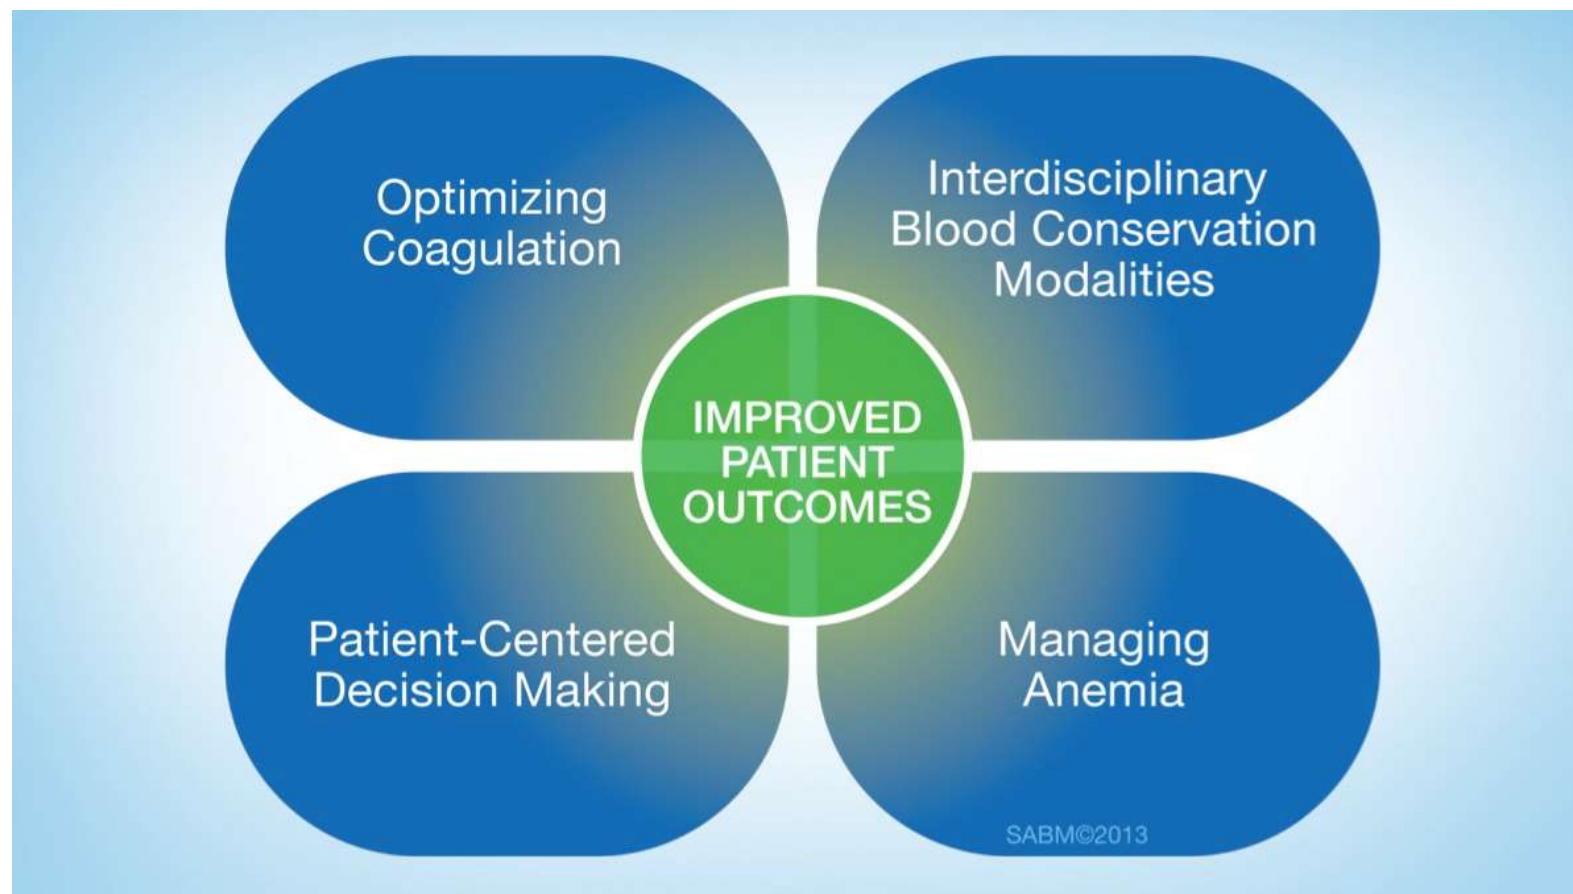 Optimizing
Coagulation
Interdisciplinary
Blood Conservation
Modalities
IMPROVED
PATIENT
OUTCOMES
Patient-Centered
Decision Making
Managing
Anemia
SABM©2013